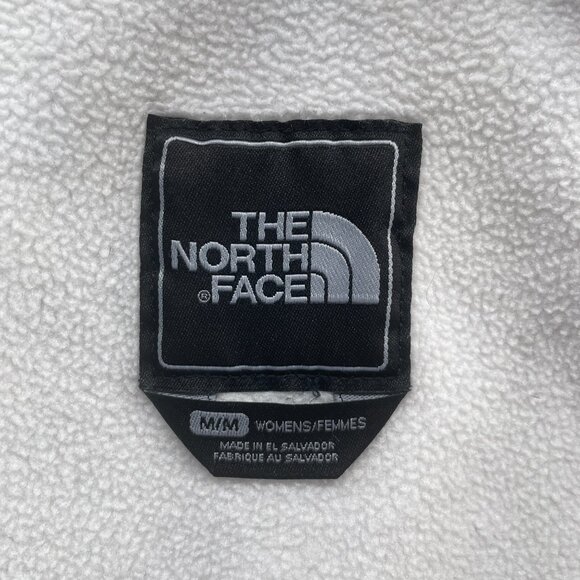 THE
NORTH
® FACE
M/M WOMENS/FEMMES
MADE IN EL SALVADOR
FABRIQUE AU SALVADOR